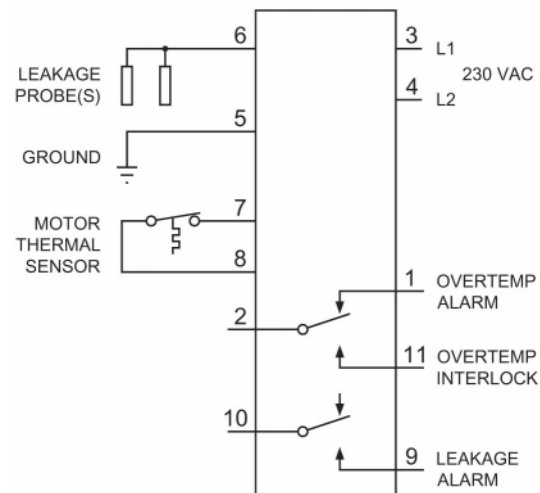 6
LEAKAGE
PROBE(S)
5
GROUND
MOTOR
THERMAL
SENSOR
7
8
2
10
3
L1
230 VAC
4
L2
1
OVERTEMP
ALARM
11
OVERTEMP
INTERLOCK
9
LEAKAGE
ALARM